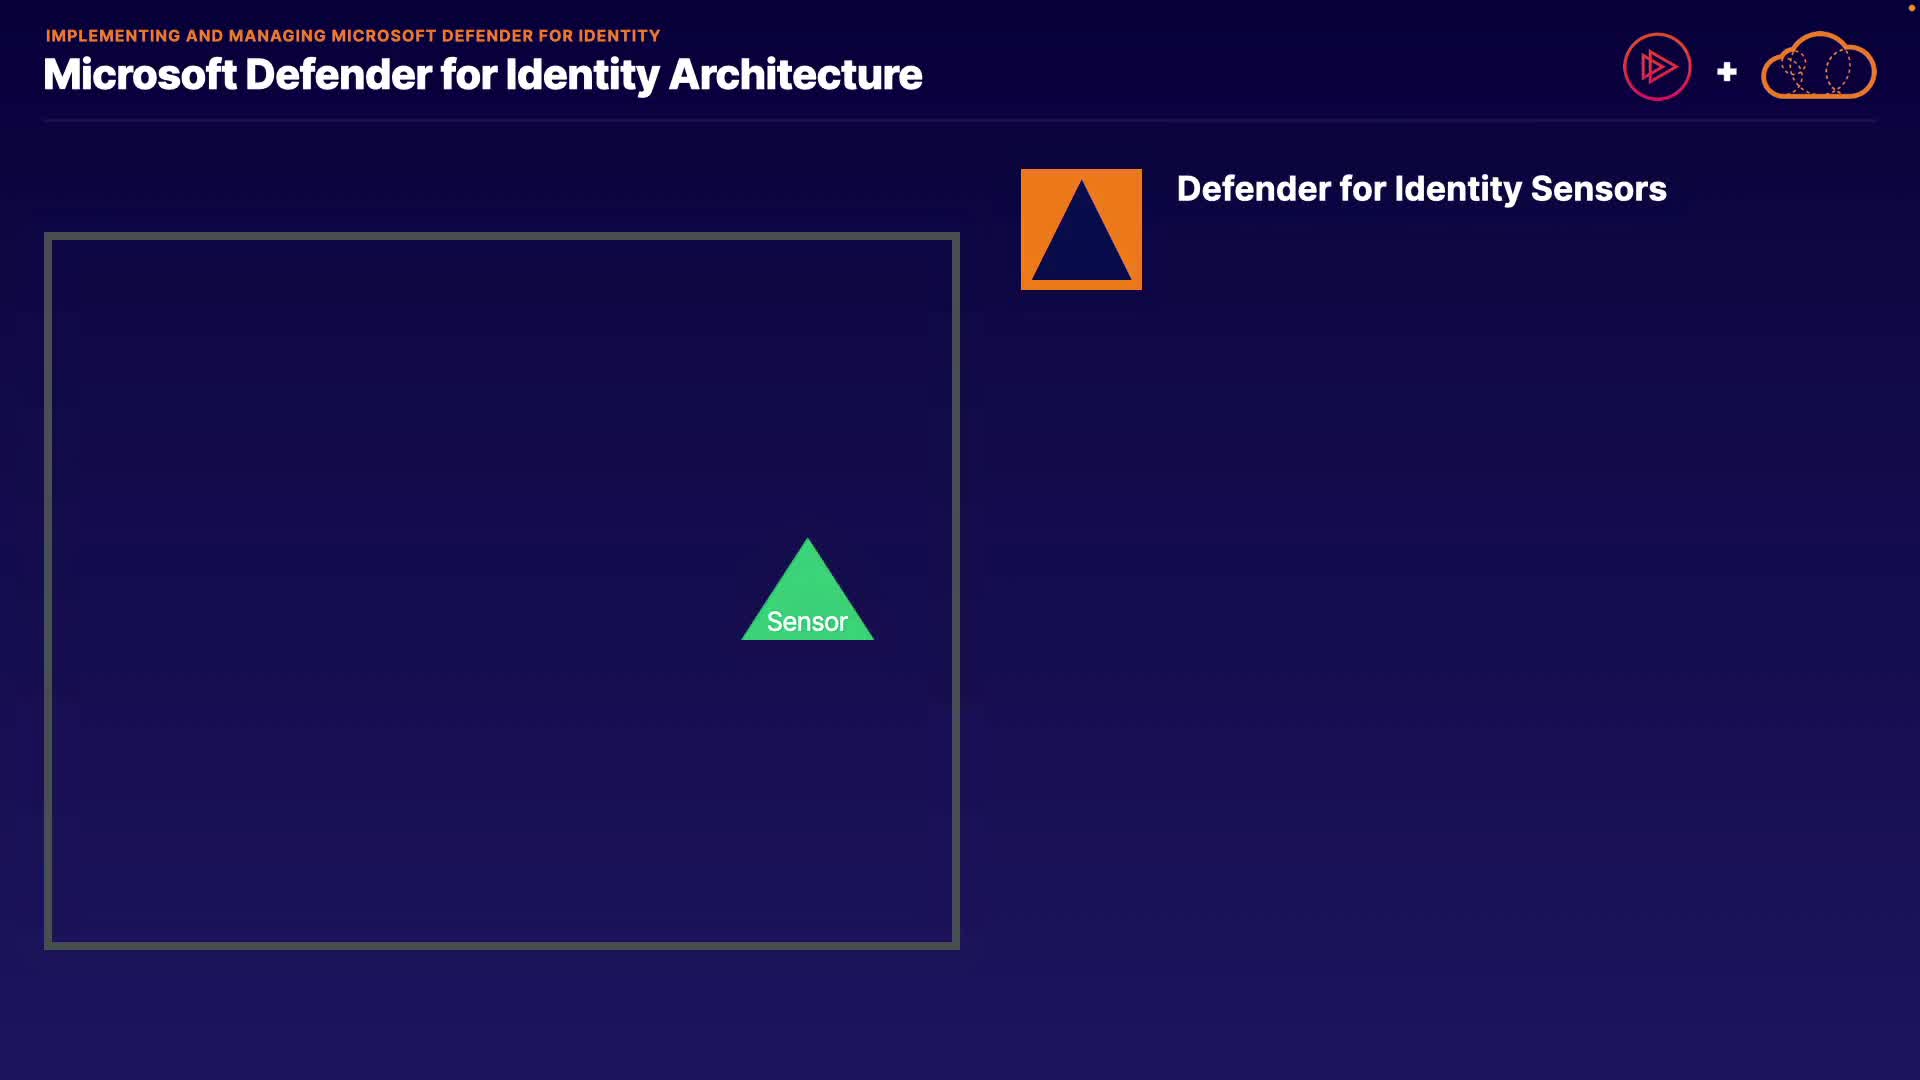 IMPLEMENTING AND MANAGING MICROSOFT DEFENDER FOR IDENTITY
Microsoft Defender for Identity Architecture
Defender for Identity Sensors
Sensor